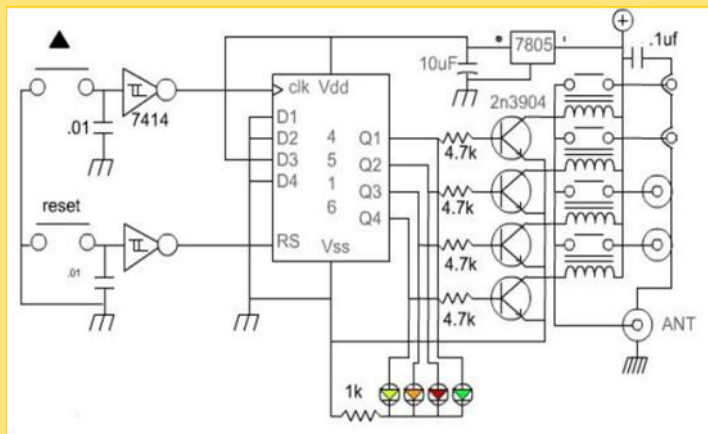 7805
.1uf
10uF
2n3904
.01
7414
clk Vdd
D1
D2 4 Q1
D3 5 Q2
D4 1 Q3
6 Q4
RS Vss
4.7k
4.7k
4.7k
4.7k
reset
.01
ANT
1k